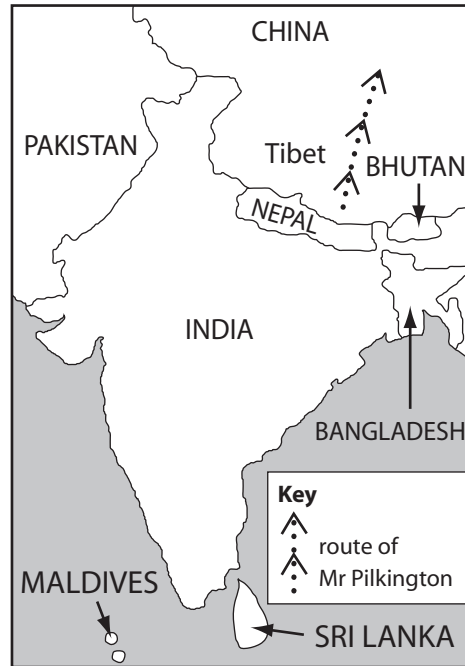 CHINA
PAKISTAN
Tibet
BHUTAN
NEPAL
INDIA
BANGLADESH
Key
route of
Mr Pilkington
MALDIVES
SRI LANKA